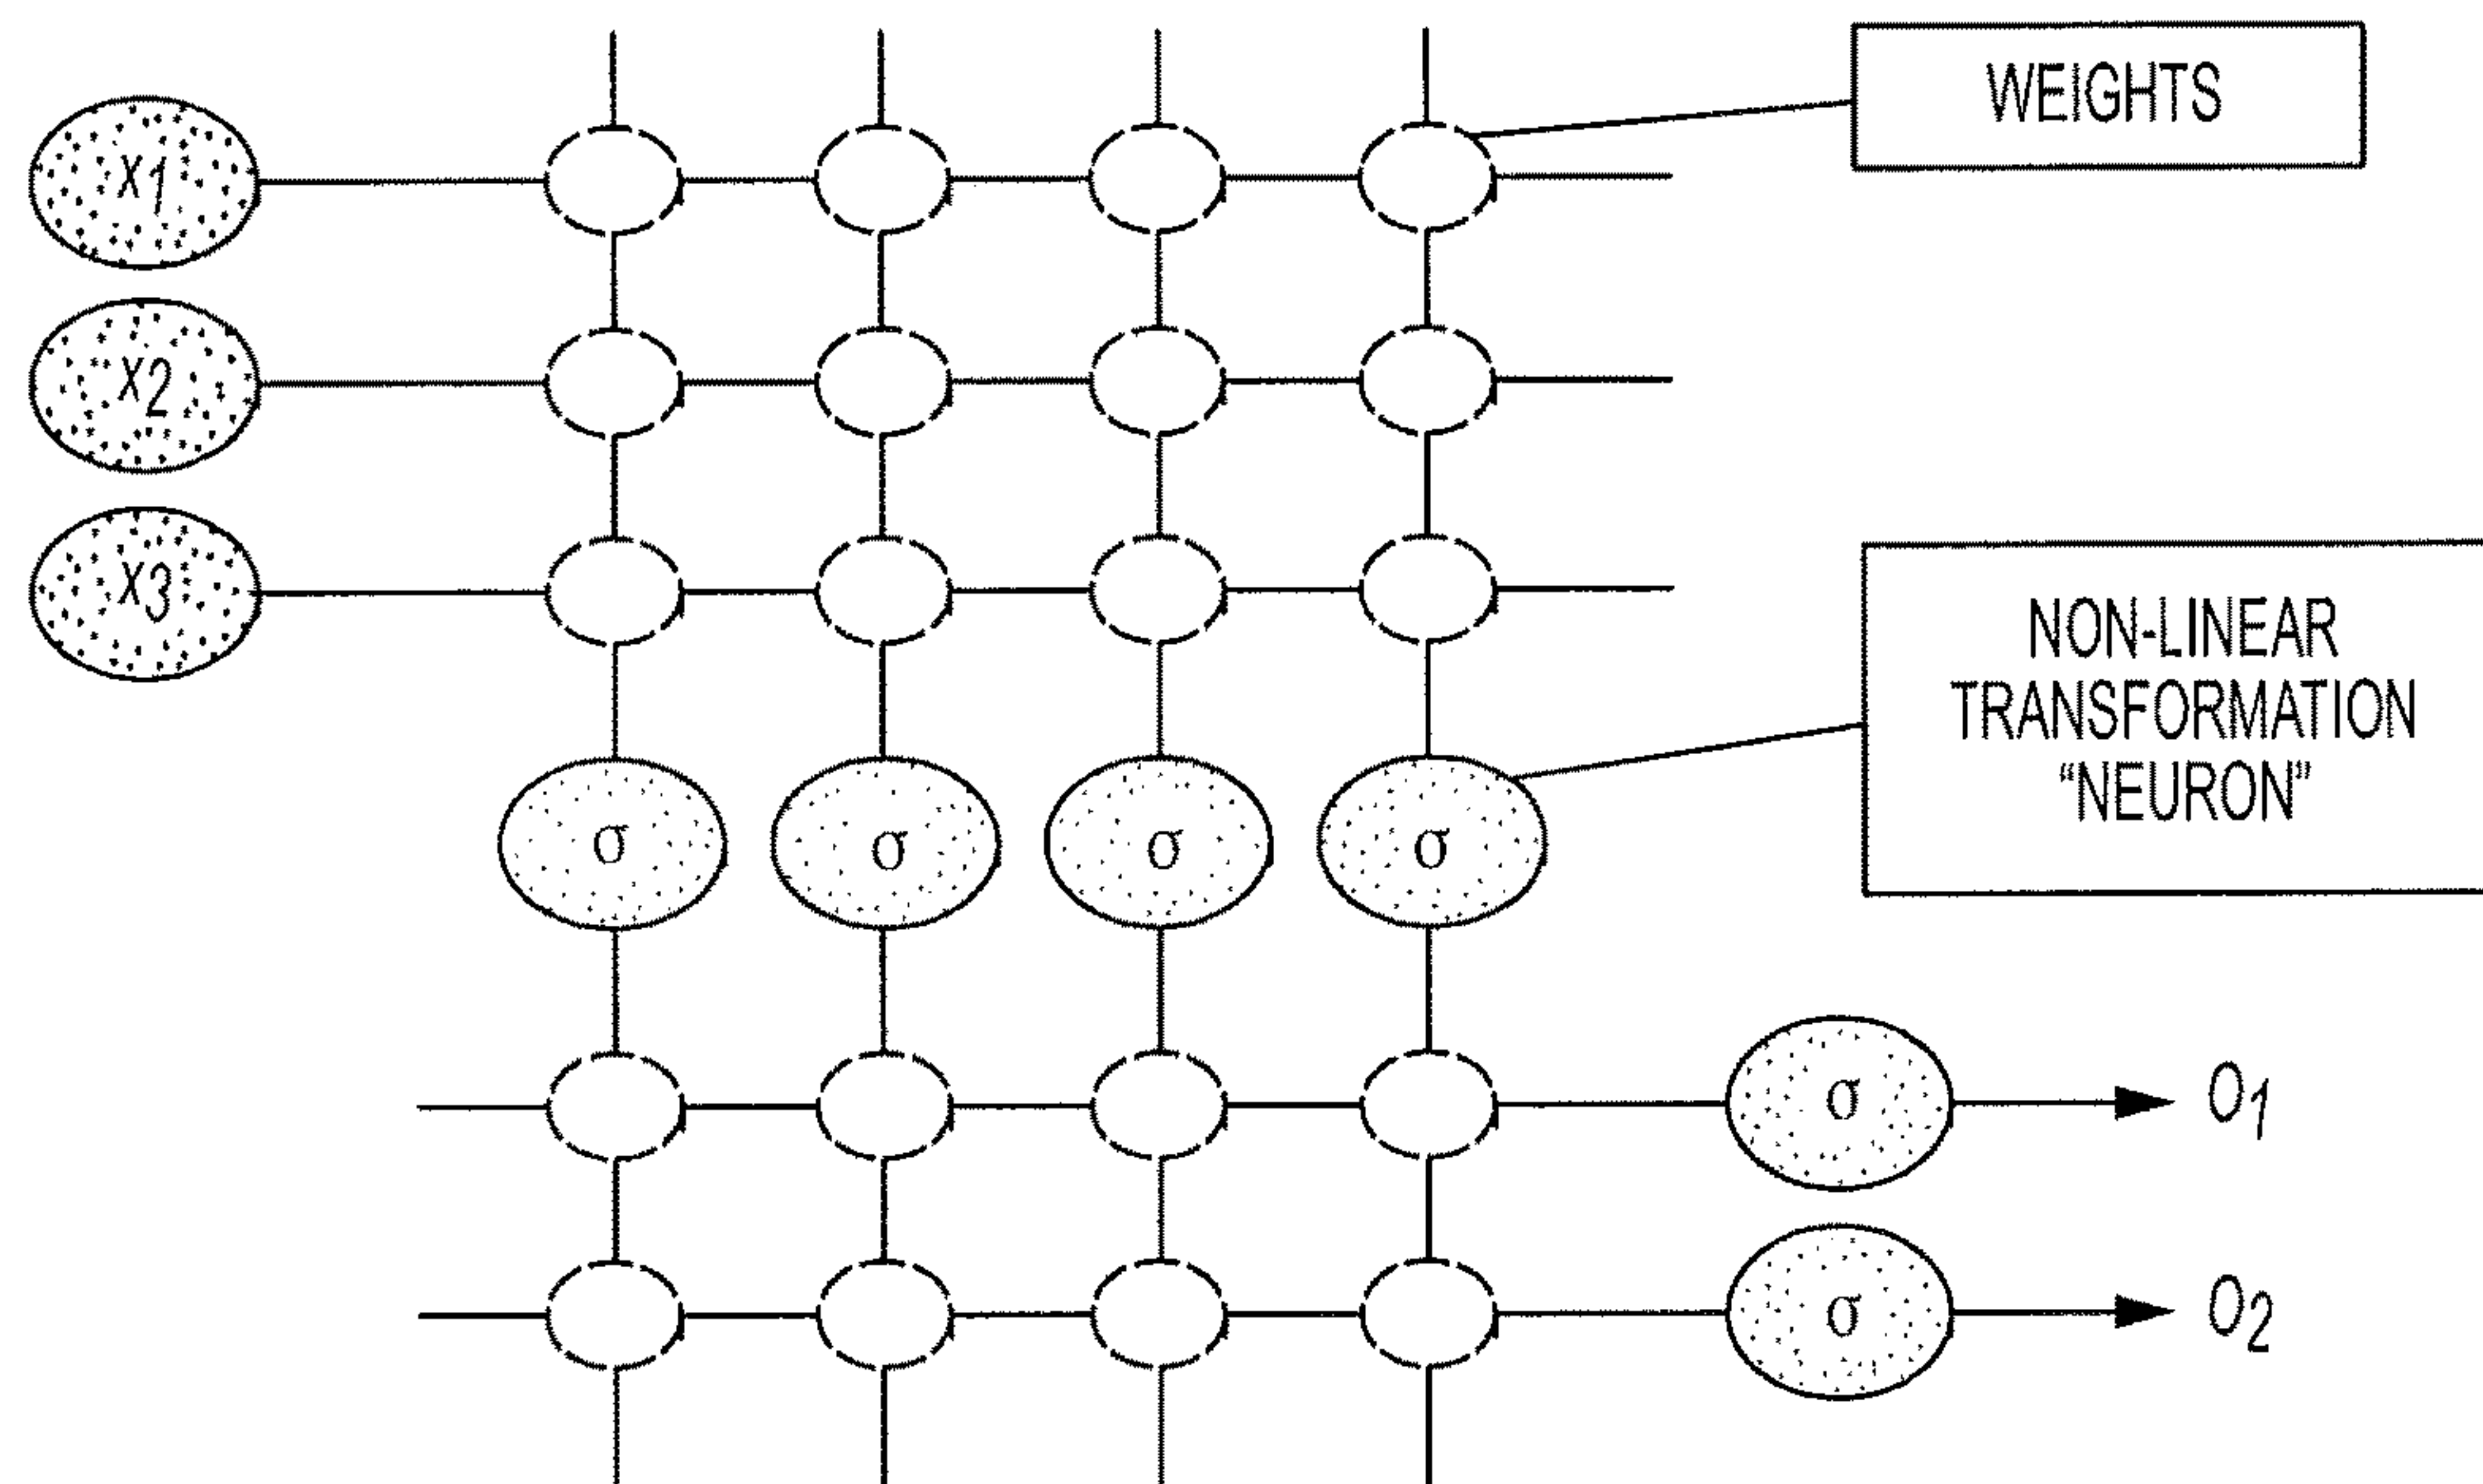 WEIGHTS
x1
x2
x3
NON-LINEAR
TRANSFORMATION
“NEURON”
σ σ σ σ
σ O1
σ O2